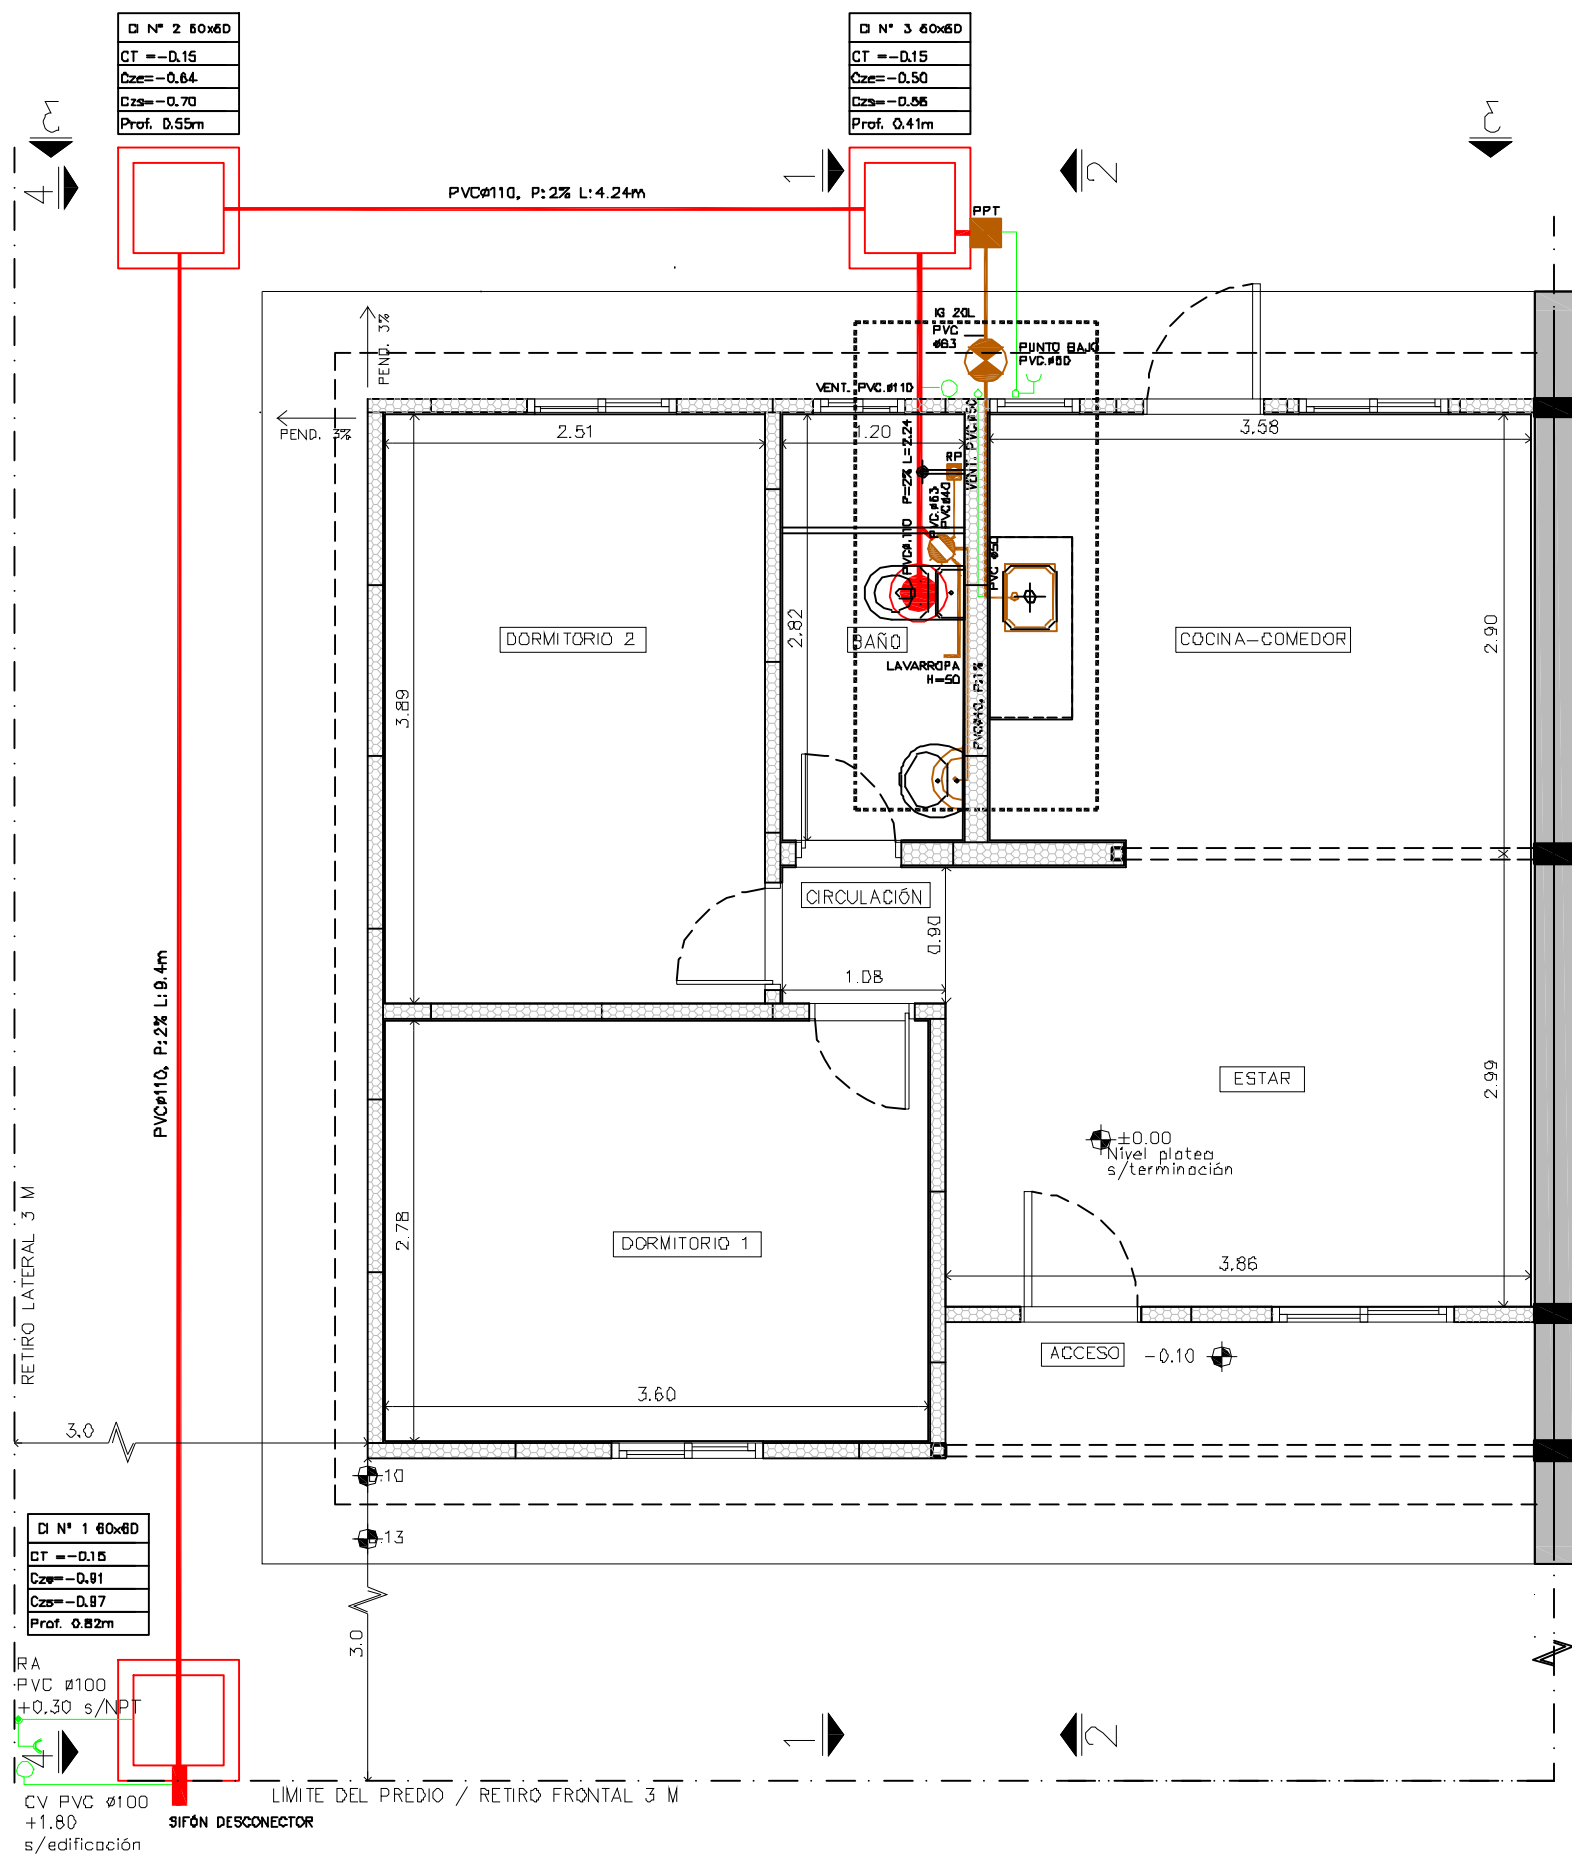 CI N° 2 60x60
CT =-0.15
Cze=-0.64
Czs=-0.70
Prof. 0.55m
CI N° 3 60x60
CT =-0.15
Cze=-0.50
Czs=-0.56
Prof. 0.41m
3
3
4
1
2
PVCø110, P:2% L:4.24m
PPT
IG 20L
PVC
ø63
PUNTO BAJO
PVC.ø50
VENT. PVC.ø110
PEND. 3%
PEND. 3%
2.51
1.20
3.58
RP
VENT. PVC.ø50
PVCø.110 P=2% L=2.24
PVC.ø63
PVCø40
PVC ø50
DORMITORIO 2
2.82
BAÑO
COCINA-COMEDOR
2.90
LAVARROPA
H=50
3.89
PVCø40, P:1%
CIRCULACIÓN
0.90
1.08
PVCø110, P:2% L:9.4m
ESTAR
2.99
±0.00
Nivel platea
s/terminación
RETIRO LATERAL 3 M
2.78
DORMITORIO 1
3.86
ACCESO
-0.10
3.60
3.0
0.10
0.13
CI N° 1 60x60
CT =-0.15
Cze=-0.91
Czs=-0.97
Prof. 0.82m
3.0
RA
PVC ø100
+0.30 s/NPT
4
1
2
LIMITE DEL PREDIO / RETIRO FRONTAL 3 M
CV PVC ø100
+1.80
s/edificación
SIFÓN DESCONECTOR